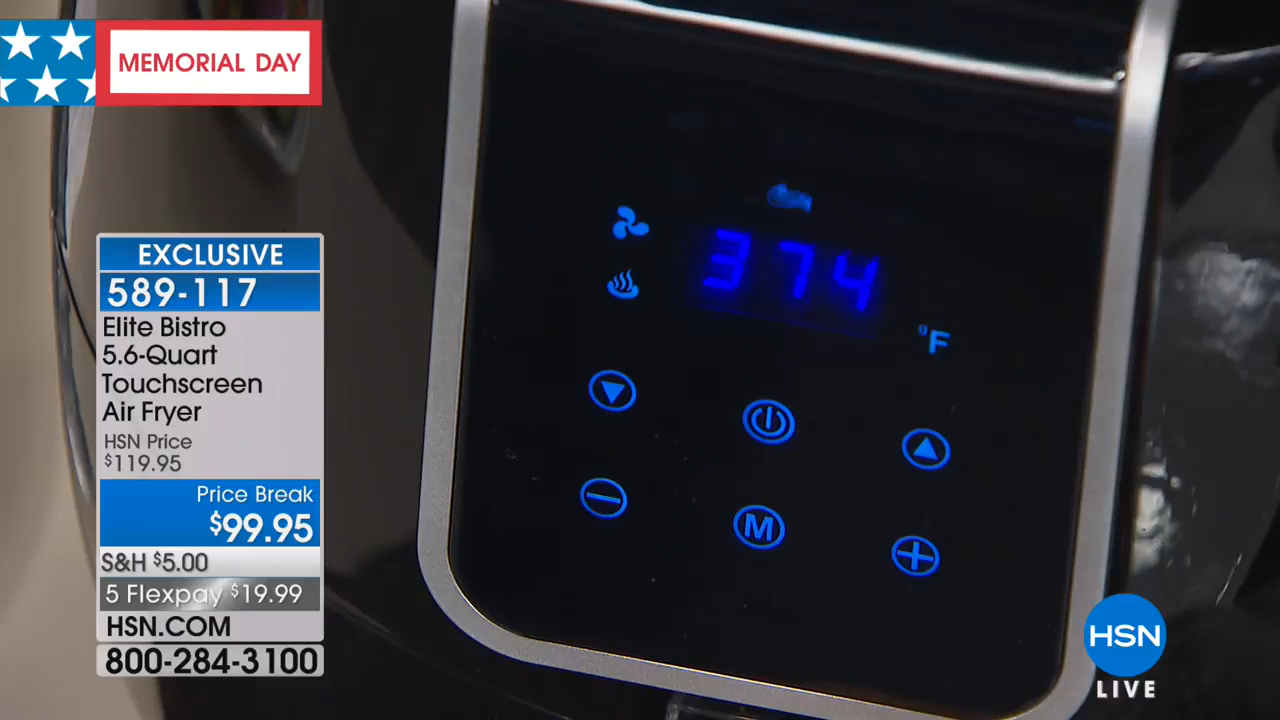 MEMORIAL DAY
EXCLUSIVE
589-117
Elite Bistro
5.6-Quart
Touchscreen
Air Fryer
HSN Price
$119.95
Price Break
$99.95
S&H $5.00
5 Flexpay $19.99
HSN.COM
800-284-3100
374
°F
M
HSN
LIVE